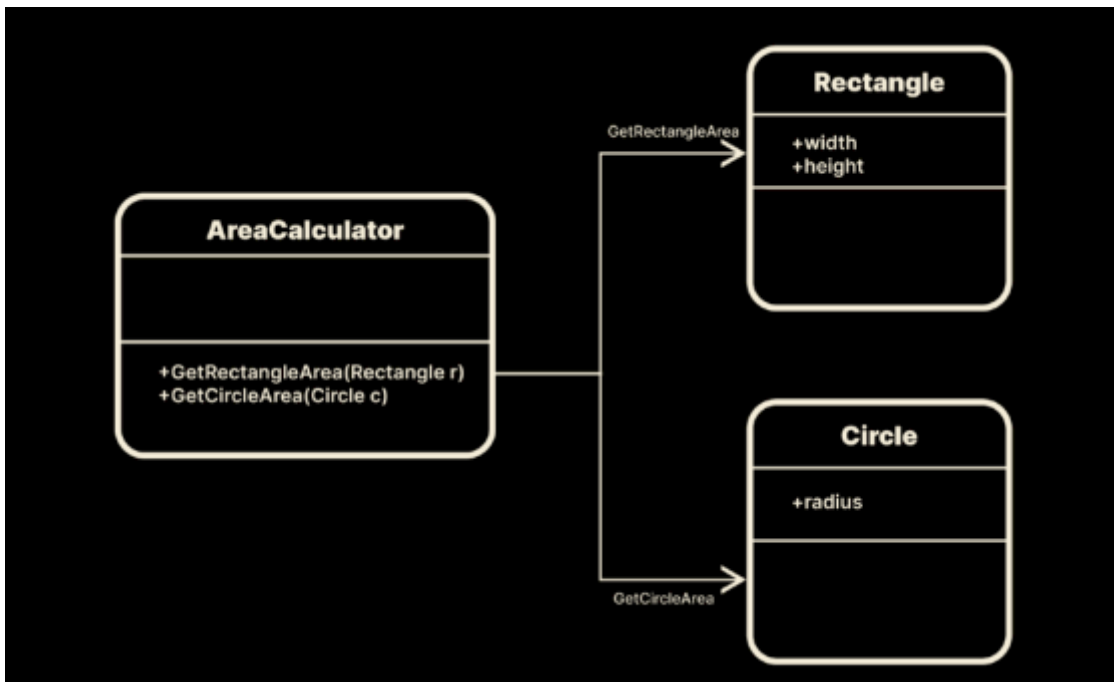 Rectangle
GetRectangleArea
+width
+height
AreaCalculator
+GetRectangleArea(Rectangle r)
+GetCircleArea(Circle c)
Circle
+radius
GetCircleArea